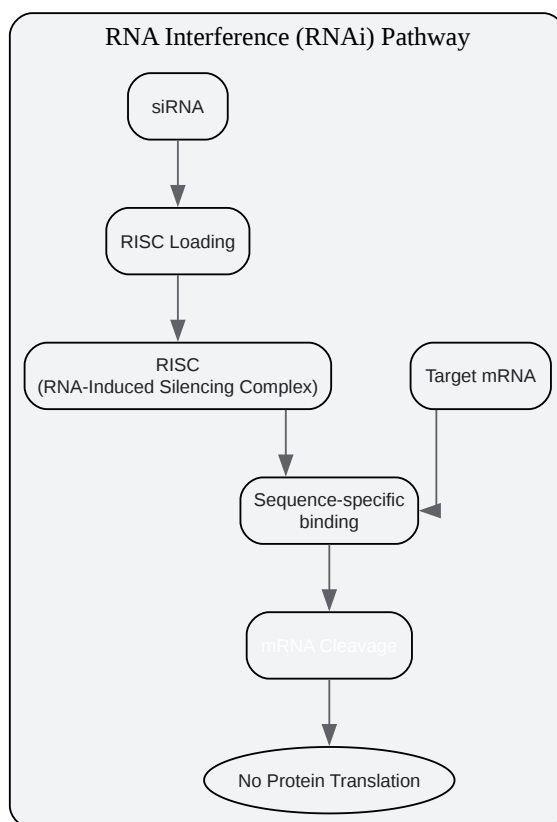 RNA Interference (RNAi) Pathway
siRNA
RISC Loading
RISC
(RNA-Induced Silencing Complex)
Target mRNA
Sequence-specific
binding
mRNA Cleavage
No Protein Translation